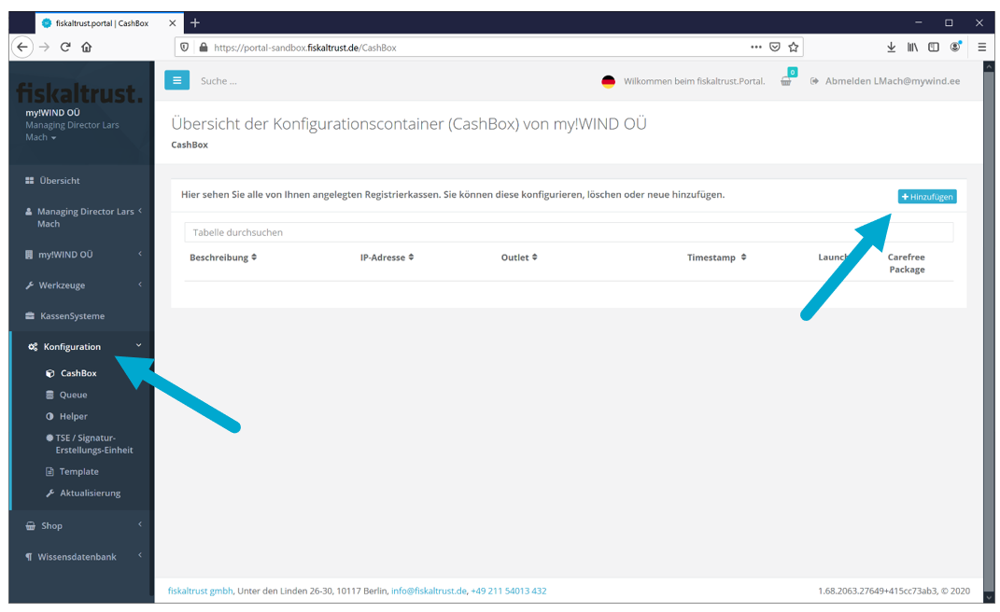 fiskaltrust.portal | CashBox
https://portal-sandbox.fiskaltrust.de/CashBox
fiskaltrust.
my!WIND OÜ
Managing Director Lars
Mach
Übersicht
Managing Director Lars
Mach
my!WIND OÜ
Werkzeuge
KassenSysteme
Konfiguration
CashBox
Queue
Helper
TSE / Signatur-
Erstellungs-Einheit
Template
Aktualisierung
Shop
Wissensdatenbank
Suche ...
Wilkommen beim fiskaltrust.Portal.
0
Abmelden LMach@mywind.ee
Übersicht der Konfigurationscontainer (CashBox) von my!WIND OÜ
CashBox
Hier sehen Sie alle von Ihnen angelegten Registrierkassen. Sie können diese konfigurieren, löschen oder neue hinzufügen.
Hinzufügen
Tabelle durchsuchen
Beschreibung IP-Adresse Outlet Timestamp Launch Carefree
Package
fiskaltrust gmbh, Unter den Linden 26-30, 10117 Berlin, info@fiskaltrust.de, +49 211 54013 432
1.68.2063.27649+415cc73ab3, © 2020